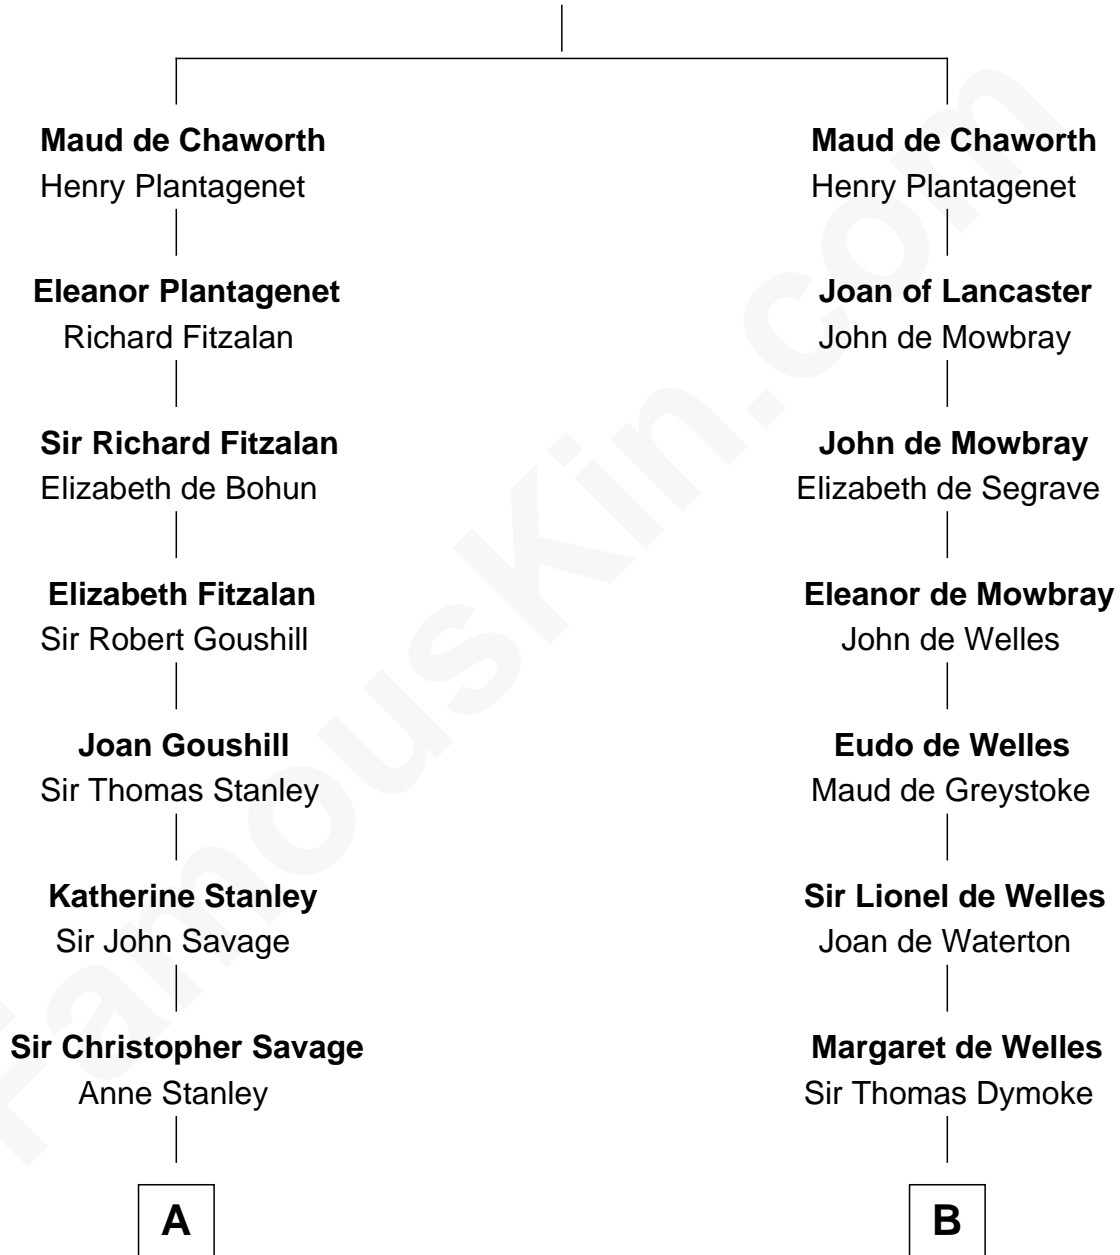 Maud de Chaworth
Henry Plantagenet
Eleanor Plantagenet
Richard Fitzalan
Sir Richard Fitzalan
Elizabeth de Bohun
Elizabeth Fitzalan
Sir Robert Goushill
Joan Goushill
Sir Thomas Stanley
Katherine Stanley
Sir John Savage
Sir Christopher Savage
Anne Stanley
A
Maud de Chaworth
Henry Plantagenet
Joan of Lancaster
John de Mowbray
John de Mowbray
Elizabeth de Segrave
Eleanor de Mowbray
John de Welles
Eudo de Welles
Maud de Greystoke
Sir Lionel de Welles
Joan de Waterton
Margaret de Welles
Sir Thomas Dymoke
B
FamousKin.com